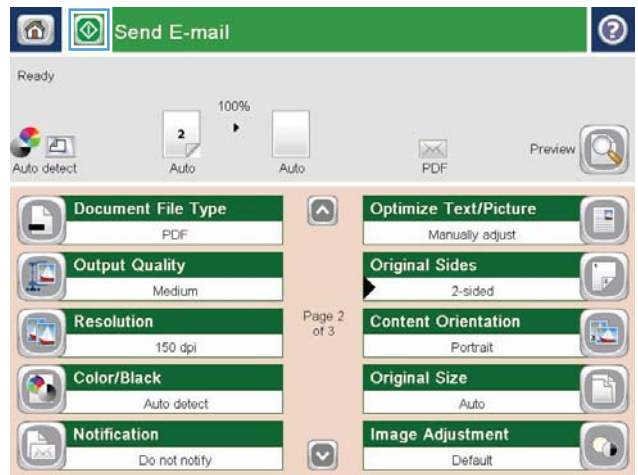 Send E-mail
?
Ready
100%
2
Auto detect
Auto
Auto
PDF
Preview
Document File Type
PDF
Output Quality
Medium
Resolution
150 dpi
Color/Black
Auto detect
Notification
Do not notify
Page 2
of 3
Optimize Text/Picture
Manually adjust
Original Sides
2-sided
Content Orientation
Portrait
Original Size
Auto
Image Adjustment
Default